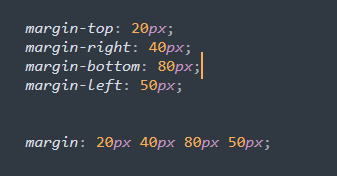 margin-top: 20px;
margin-right: 40px;
margin-bottom: 80px;
margin-left: 50px;
margin: 20px 40px 80px 50px;